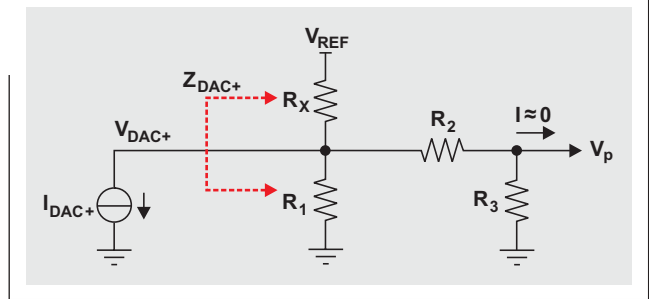 V_REF
Z_DAC+
R_X
V_DAC+
R_2
I ≈ 0
V_p
I_DAC+
R_1
R_3